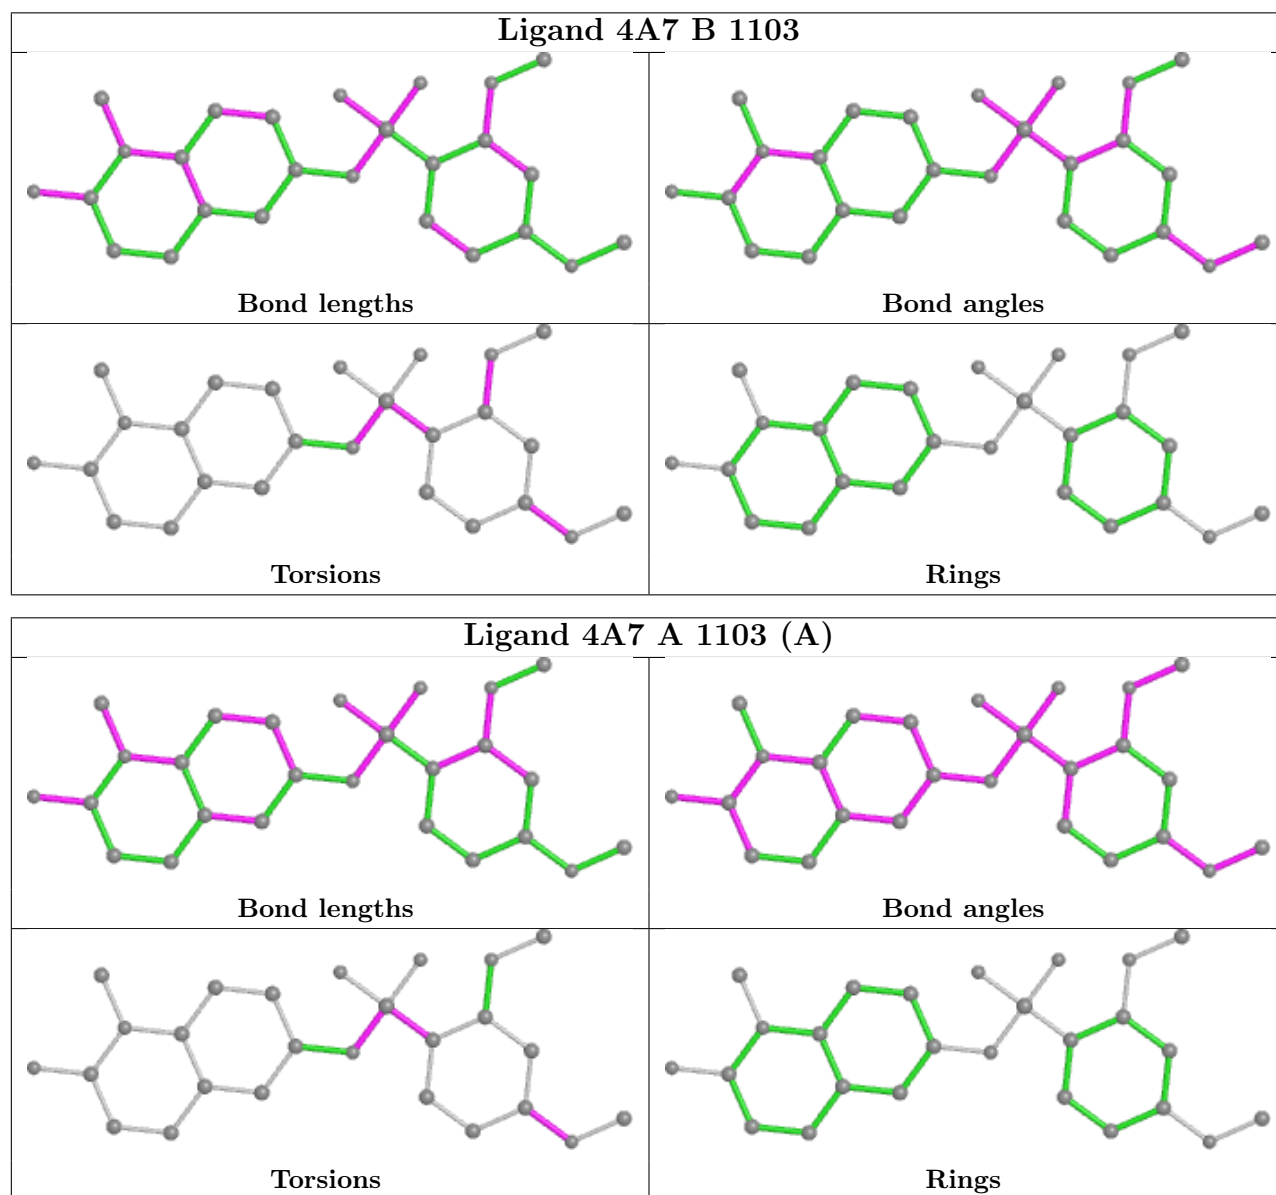 Ligand 4A7 B 1103
Bond lengths
Bond angles
Torsions
Rings
Ligand 4A7 A 1103 (A)
Bond lengths
Bond angles
Torsions
Rings